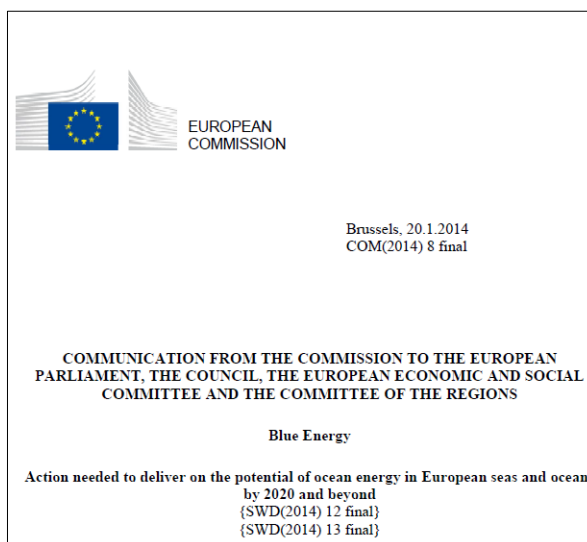 EUROPEAN
COMMISSION
Brussels, 20.1.2014
COM(2014) 8 final
COMMUNICATION FROM THE COMMISSION TO THE EUROPEAN
PARLIAMENT, THE COUNCIL, THE EUROPEAN ECONOMIC AND SOCIAL
COMMITTEE AND THE COMMITTEE OF THE REGIONS
Blue Energy
Action needed to deliver on the potential of ocean energy in European seas and ocean
by 2020 and beyond
{SWD(2014) 12 final}
{SWD(2014) 13 final}